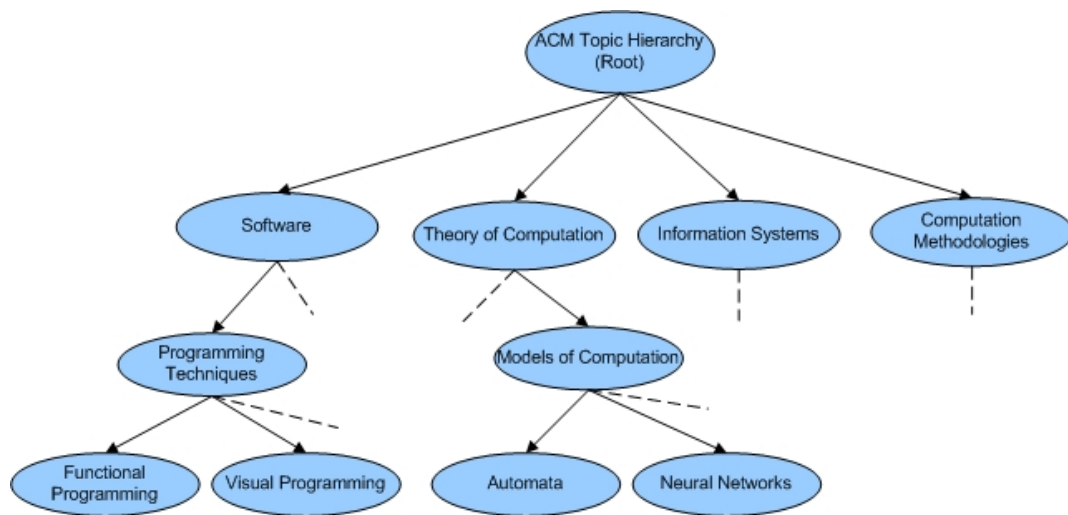 ACM Topic Hierarchy
(Root)
Software
Theory of Computation
Information Systems
Computation
Methodologies
Programming
Techniques
Models of Computation
Functional
Programming
Visual Programming
Automata
Neural Networks